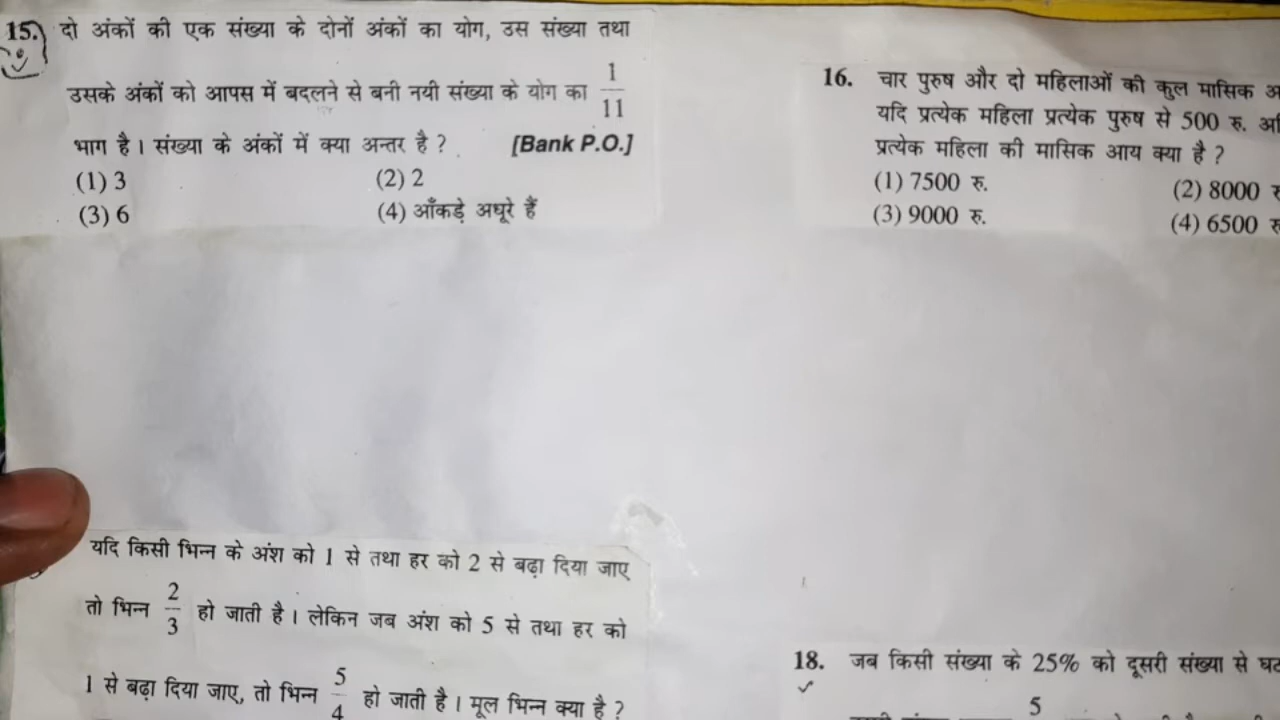 15. दो अंकों की एक संख्या के दोनों अंकों का योग, उस संख्या तथा
उसके अंकों को आपस में बदलने से बनी नयी संख्या के योग का 1/11
भाग है । संख्या के अंकों में क्या अन्तर है ? [Bank P.O.]
(1) 3 (2) 2
(3) 6 (4) आँकड़े अधूरे हैं
यदि किसी भिन्न के अंश को 1 से तथा हर को 2 से बढ़ा दिया जाए
तो भिन्न 2/3 हो जाती है । लेकिन जब अंश को 5 से तथा हर को
1 से बढ़ा दिया जाए, तो भिन्न 5/4 हो जाती है । मूल भिन्न क्या है ?
16. चार पुरुष और दो महिलाओं की कुल मासिक
यदि प्रत्येक महिला प्रत्येक पुरुष से 500 रु.
प्रत्येक महिला की मासिक आय क्या है ?
(1) 7500 रु. (2) 8000
(3) 9000 रु. (4) 6500
18. जब किसी संख्या के 25% को दूसरी संख्या से
5